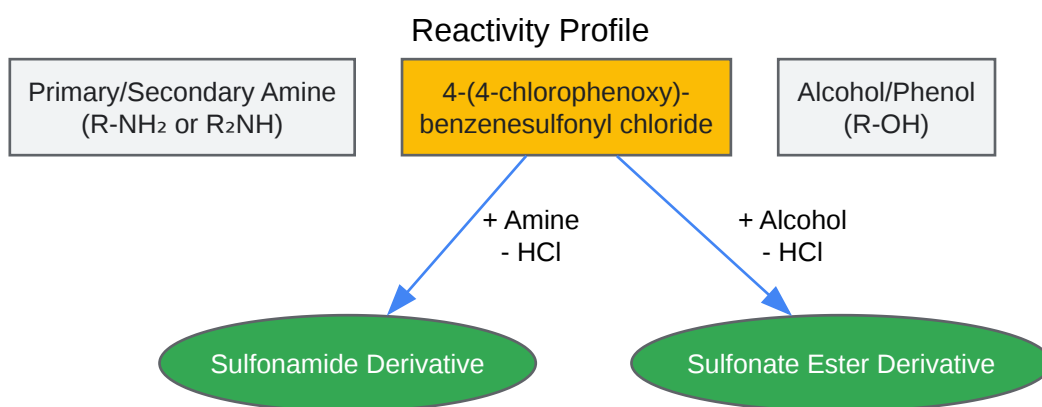 Reactivity Profile
Primary/Secondary Amine
(R-NH₂ or R₂NH)
4-(4-chlorophenoxy)-
benzenesulfonyl chloride
Alcohol/Phenol
(R-OH)
+ Amine
- HCl
+ Alcohol
- HCl
Sulfonamide Derivative
Sulfonate Ester Derivative